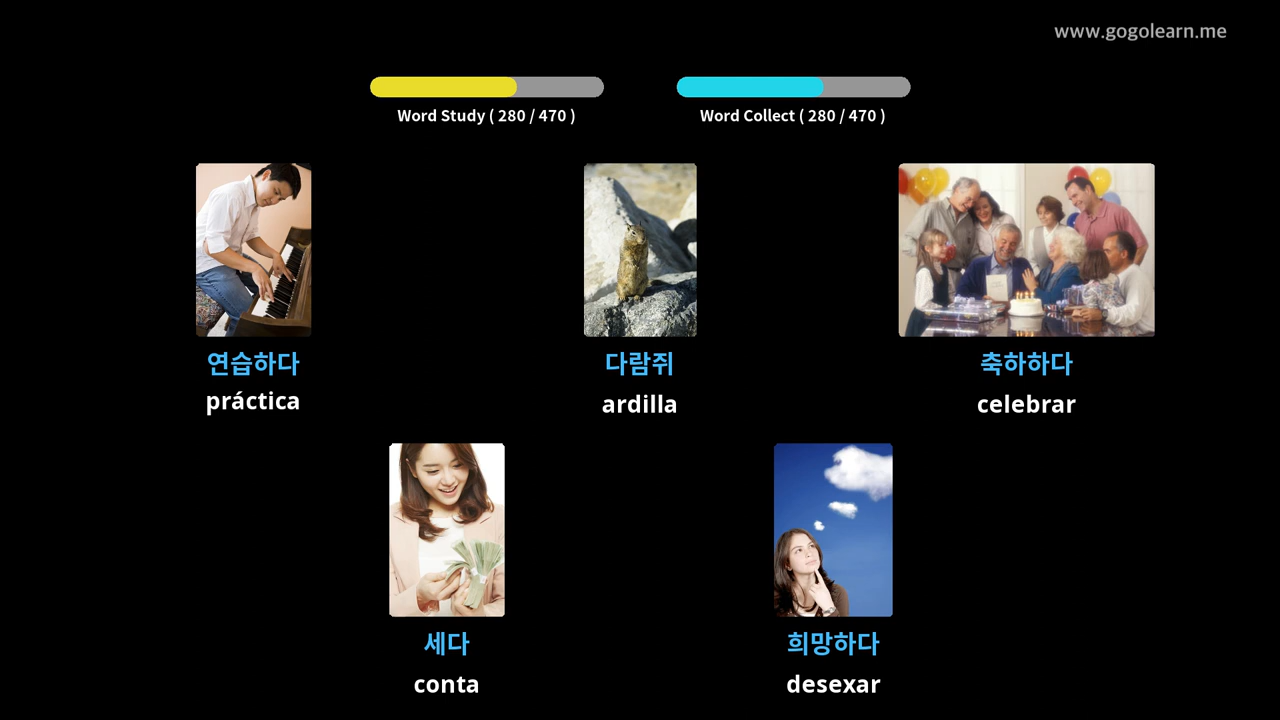 www.gogolearn.me
Word Study ( 280 / 470 )
Word Collect ( 280 / 470 )
연습하다
práctica
다람쥐
ardilla
축하하다
celebrar
세다
conta
희망하다
desexar